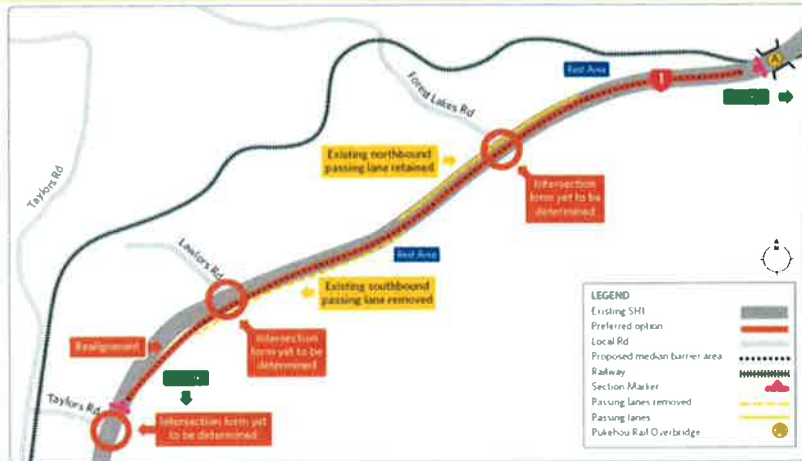 Rest Area
Forest Lakes Rd
1
Existing northbound
passing lane retained
Intersection
form yet to be
determined
Taylors Rd
Lawlors Rd
Rest Area
Existing southbound
passing lane removed
Realignment
Intersection
form yet to be
determined
Taylors Rd
Intersection form yet
to be determined
LEGEND
Existing SH1
Preferred option
Local Rd
Proposed median barrier area
Railway
Section Marker
Passing lanes removed
Passing lanes
Pukehou Rail Overbridge